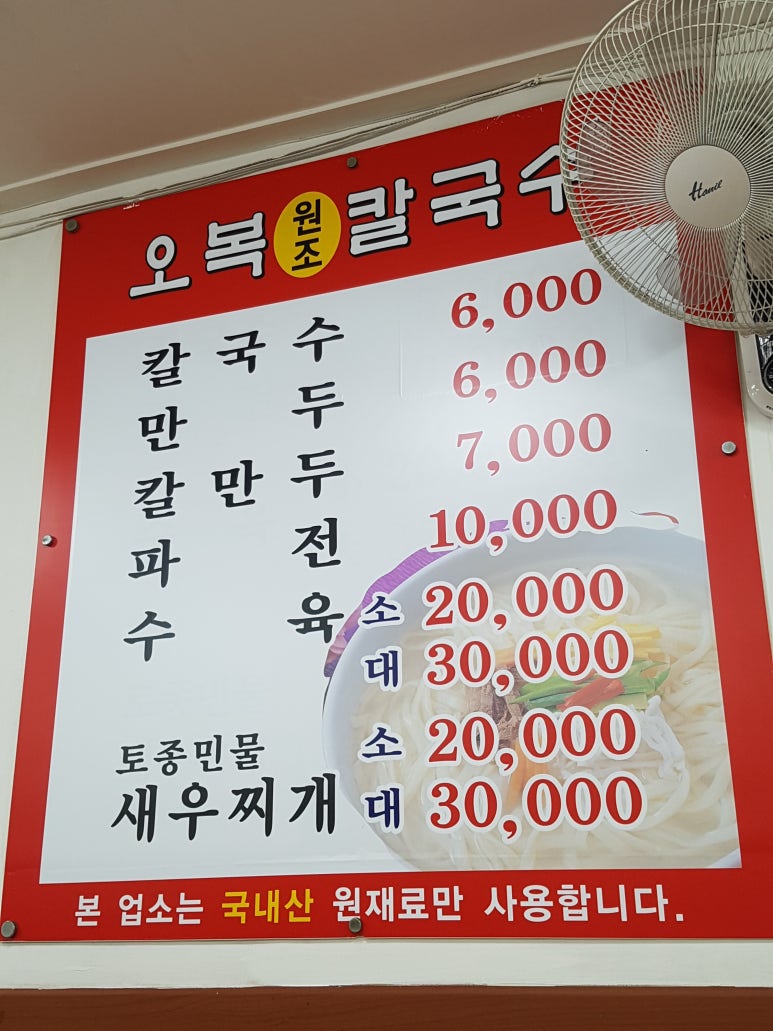 오복 원조 칼국수
Hanil
칼국수 6,000
만두 6,000
칼만두 7,000
파전 10,000
수육 소 20,000
대 30,000
토종민물
새우찌개 소 20,000
대 30,000
본 업소는 국내산 원재료만 사용합니다.